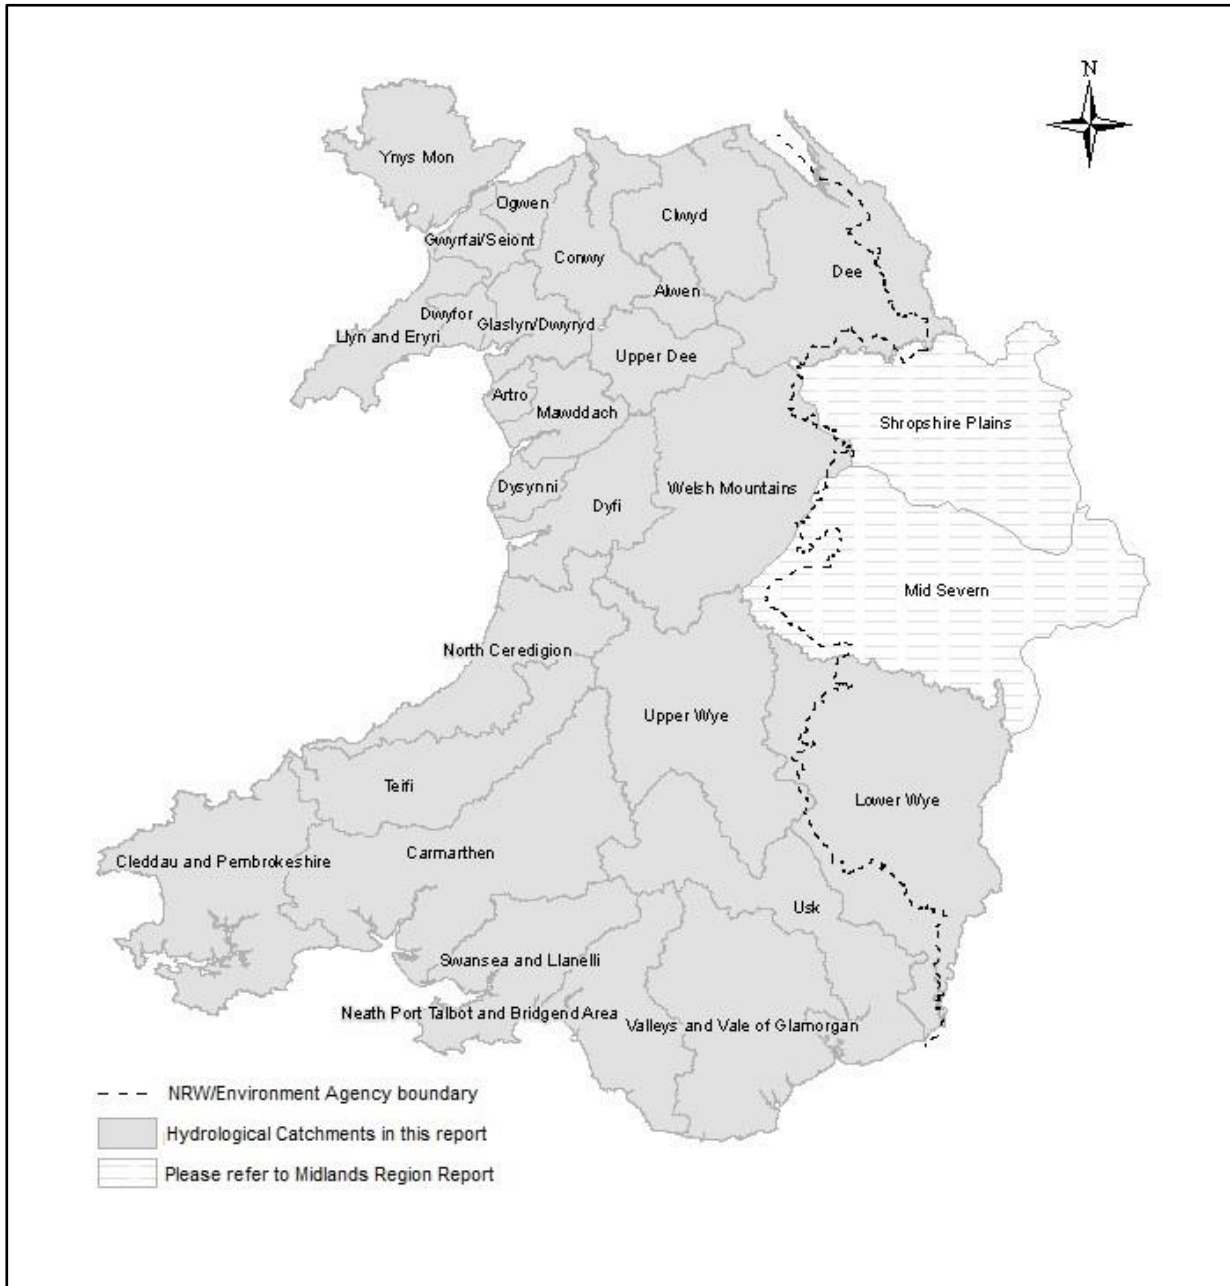 N
Ynys Mon
Ogwen
Clwyd
Gwyrfai/Seiont
Conwy
Dee
Alwen
Dwyfor
Glaslyn/Dwyryd
Llyn and Eryri
Upper Dee
Artro
Mawddach
Shropshire Plains
Dysynni
Welsh Mountains
Dyfi
Mid Severn
North Ceredigion
Upper Wye
Teifi
Lower Wye
Carmarthen
Cleddau and Pembrokeshire
Usk
Swansea and Llanelli
Neath Port Talbot and Bridgend Area
Valleys and Vale of Glamorgan
NRW/Environment Agency boundary
Hydrological Catchments in this report
Please refer to Midlands Region Report